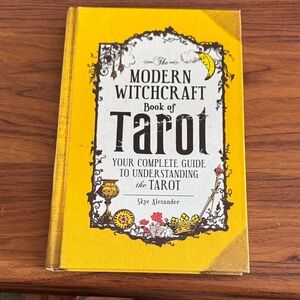 The
MODERN
WITCHCRAFT
Book of
Tarot
YOUR COMPLETE GUIDE
TO UNDERSTANDING
the TAROT
Skye Alexander